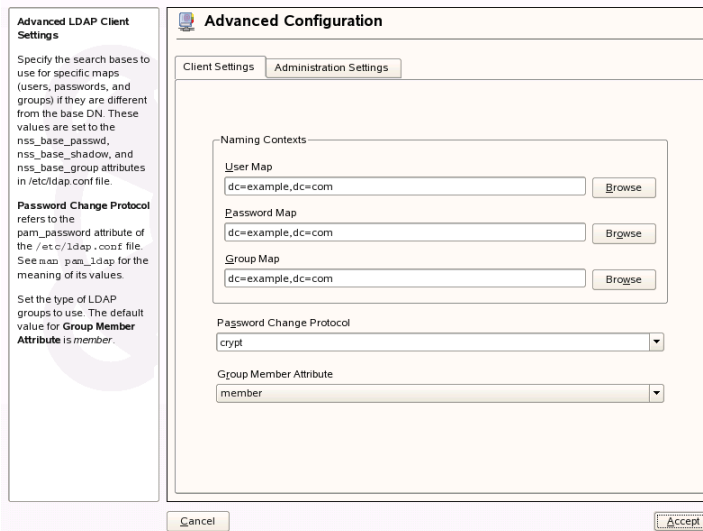 Advanced LDAP Client
Settings
Specify the search bases to
use for specific maps
(users, passwords, and
groups) if they are different
from the base DN. These
values are set to the
nss_base_passwd,
nss_base_shadow, and
nss_base_group attributes
in /etc/ldap.conf file.
Password Change Protocol
refers to the
pam_password attribute of
the /etc/ldap.conf file.
See man pam_ldap for the
meaning of its values.
Set the type of LDAP
groups to use. The default
value for Group Member
Attribute is member.
Advanced Configuration
Client Settings
Administration Settings
Naming Contexts
User Map
dc=example,dc=com
Browse
Password Map
dc=example,dc=com
Browse
Group Map
dc=example,dc=com
Browse
Password Change Protocol
crypt
Group Member Attribute
member
Cancel
Accept